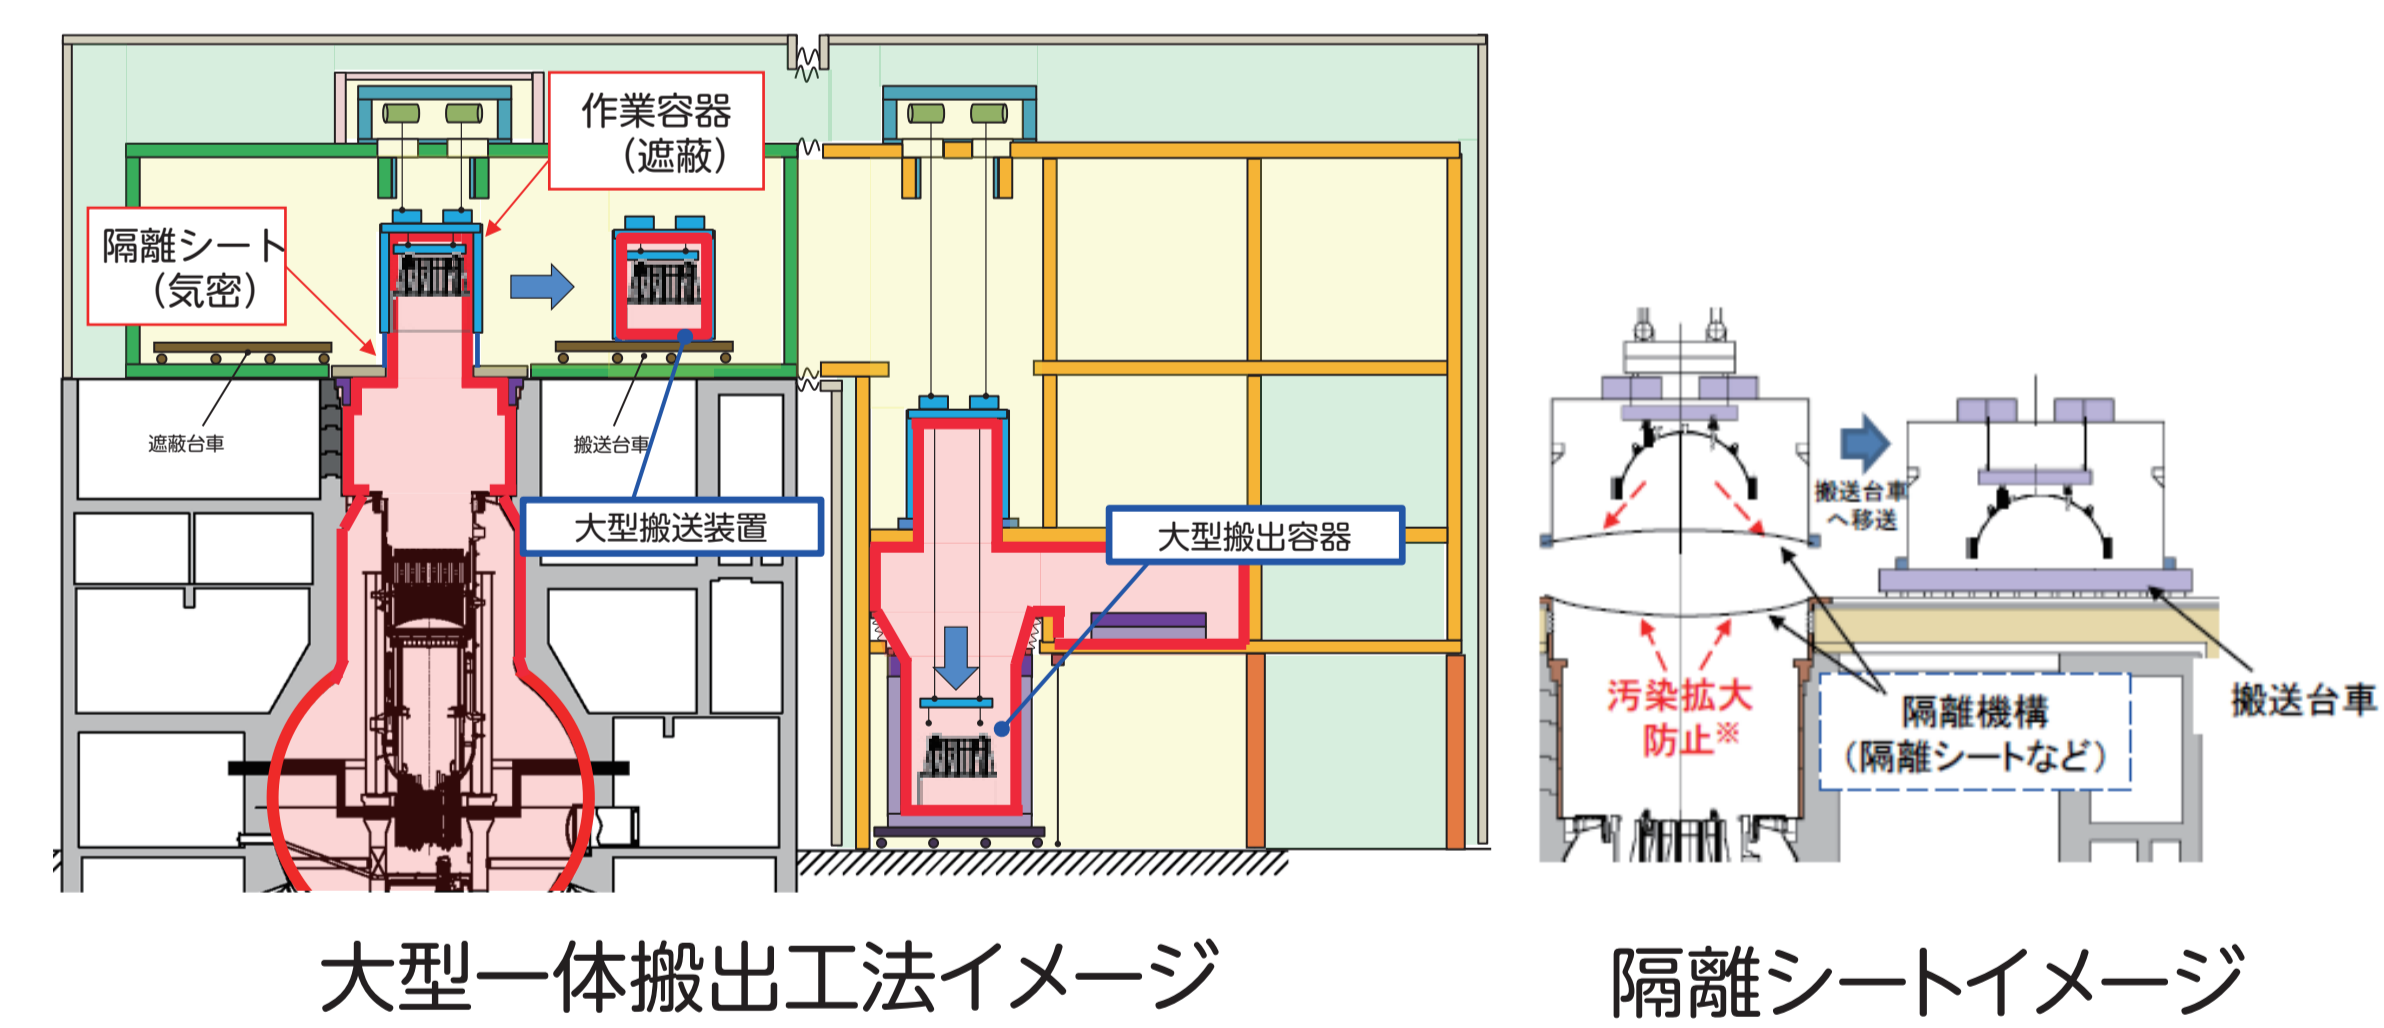 作業容器
（遮蔽）
隔離シート
（気密）
遮蔽台車
搬送台車
大型搬送装置
大型搬出容器
大型一体搬出工法イメージ
搬送台車
へ移送
汚染拡大
防止※
隔離機構
（隔離シートなど）
搬送台車
隔離シートイメージ